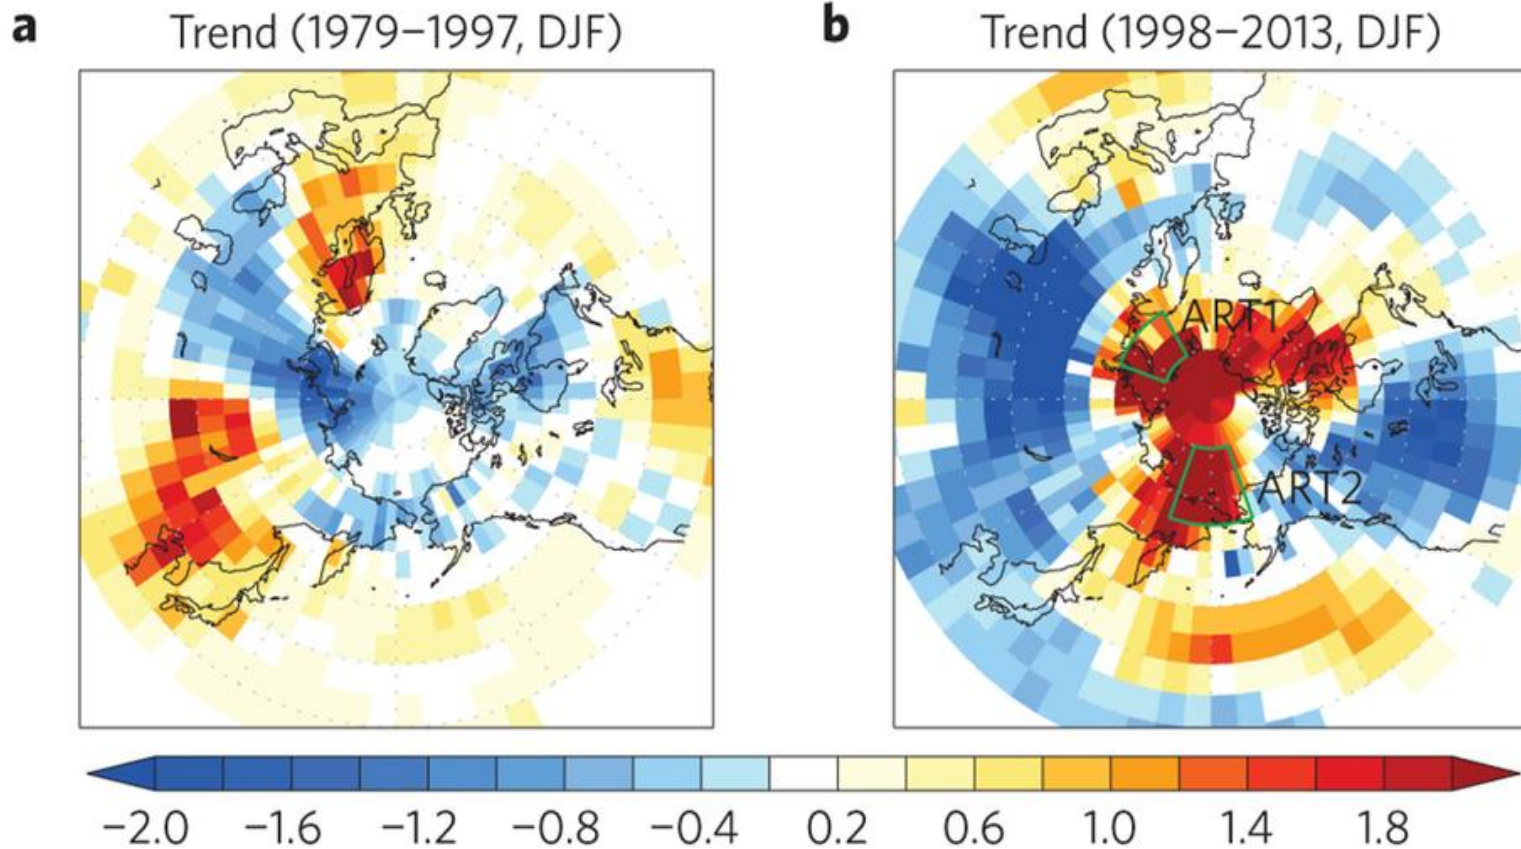 a Trend (1979–1997, DJF)
b Trend (1998–2013, DJF)
ART1
ART2
−2.0 −1.6 −1.2 −0.8 −0.4 0.2 0.6 1.0 1.4 1.8